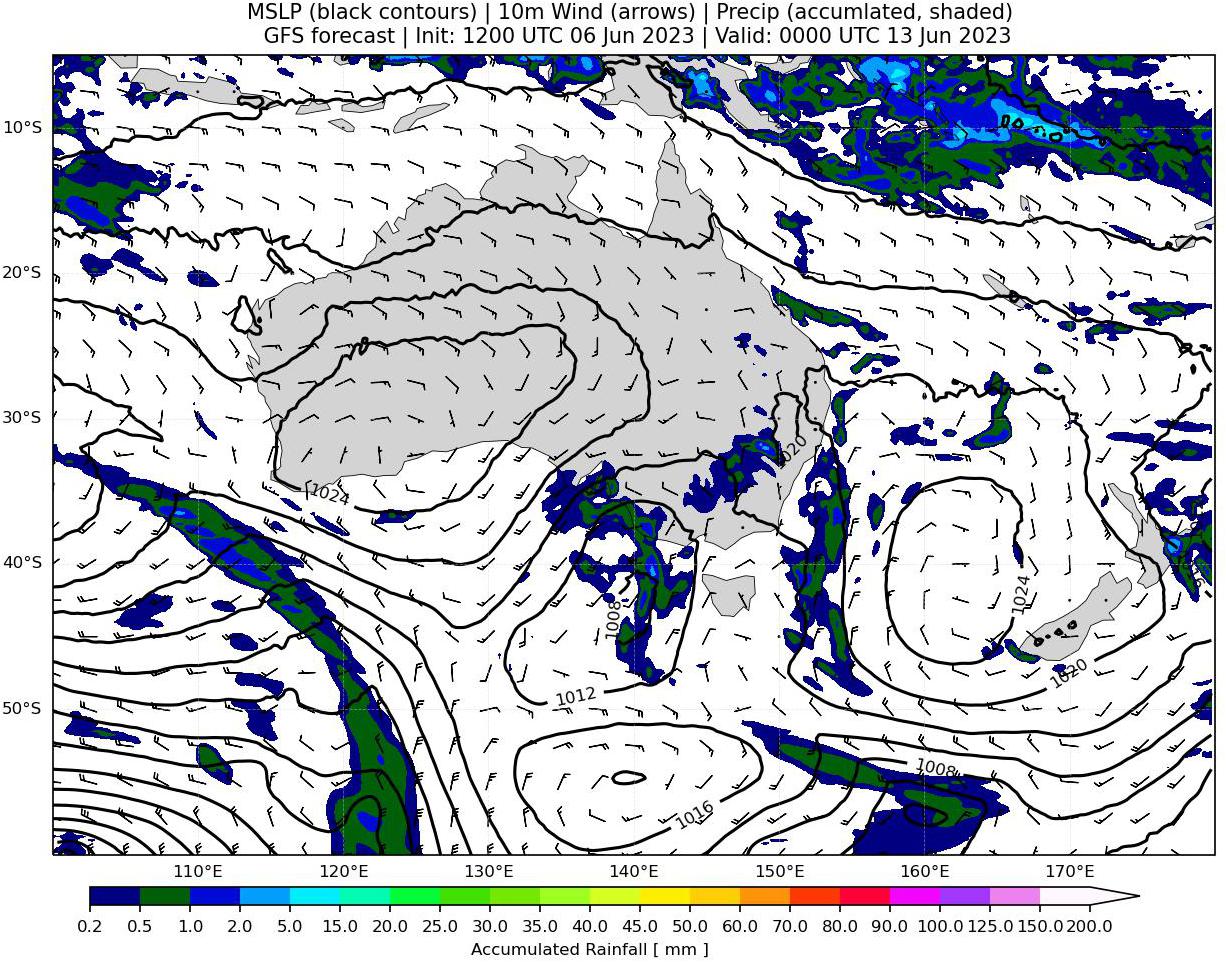 MSLP (black contours) | 10m Wind (arrows) | Precip (accumlated, shaded)
GFS forecast | Init: 1200 UTC 06 Jun 2023 | Valid: 0000 UTC 13 Jun 2023
10°S
20°S
30°S
40°S
50°S
1020
1024
1008
1024
1012
1020
1008
1016
110°E 120°E 130°E 140°E 150°E 160°E 170°E
0.2 0.5 1.0 2.0 5.0 10.0 15.0 20.0 25.0 30.0 35.0 40.0 45.0 50.0 60.0 70.0 80.0 90.0 100.0 125.0 150.0 200.0
Accumulated Rainfall [ mm ]